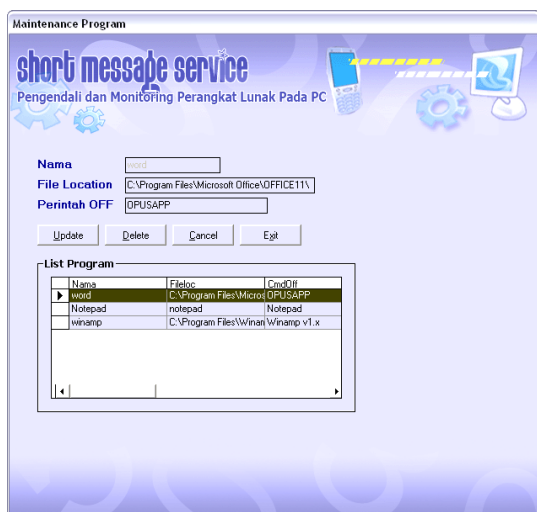 Maintenance Program
short message service
Pengendali dan Monitoring Perangkat Lunak Pada PC
Nama word
File Location C:\Program Files\Microsoft Office\OFFICE11\
Perintah OFF OPUSAPP
Update Delete Cancel Exit
List Program
Nama Fileloc CmdOff
word C:\Program Files\Micros OPUSAPP
Notepad notepad Notepad
winamp C:\Program Files\Winan Winamp v1.x